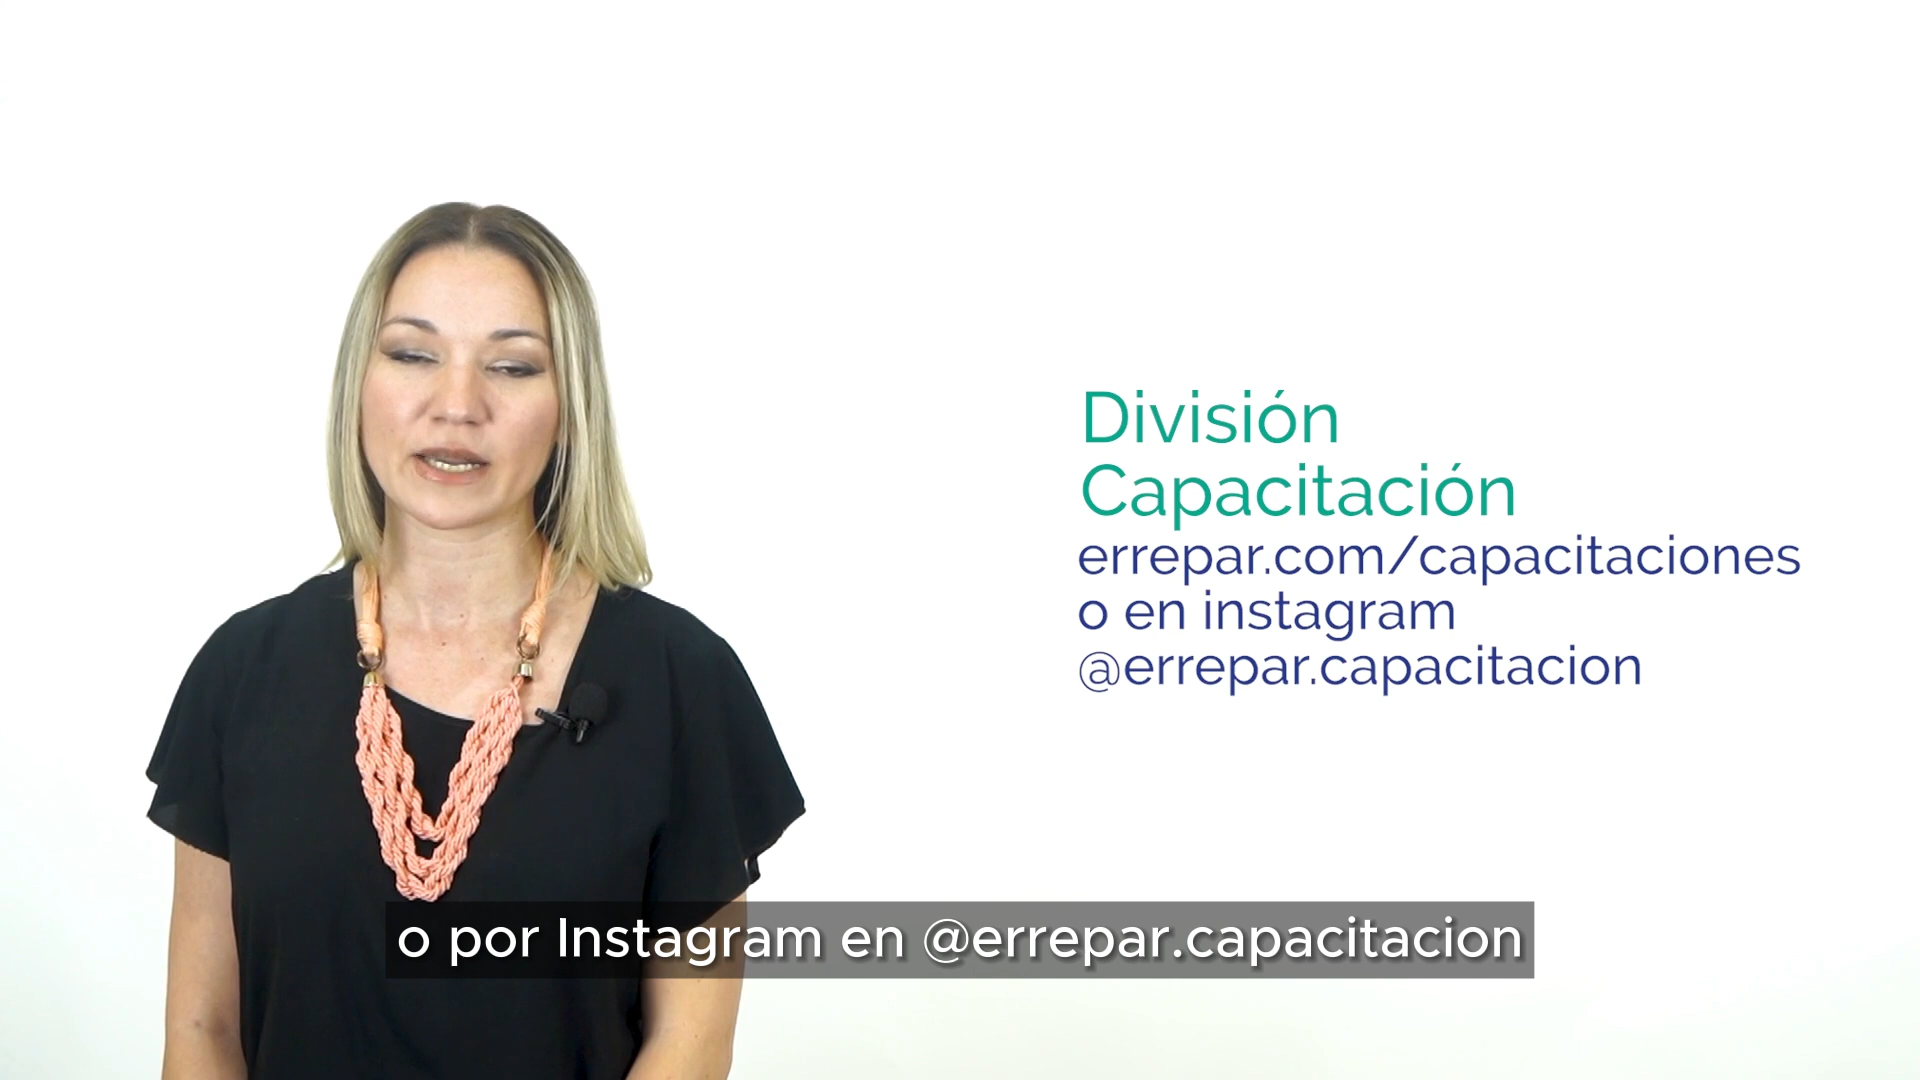 División
Capacitación
errepar.com/capacitaciones
o en instagram
@errepar.capacitacion
o por Instagram en @errepar.capacitacion